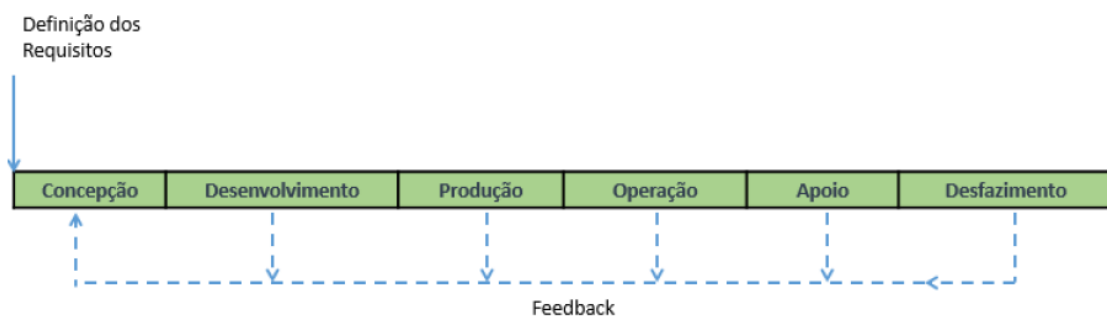 Definição dos
Requisitos
Concepção Desenvolvimento Produção Operação Apoio Desfazimento
Feedback